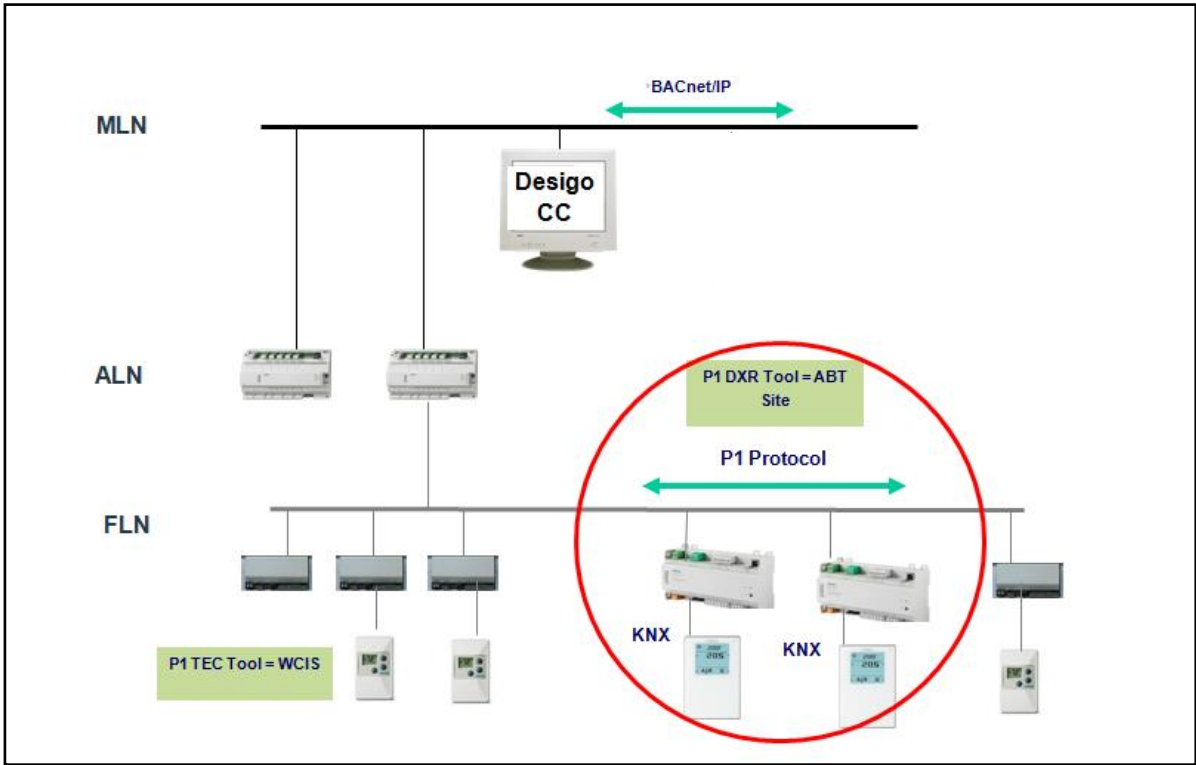 BACnet/IP
MLN
Desigo
CC
ALN
P1 DXR Tool = ABT
Site
P1 Protocol
FLN
KNX
KNX
P1 TEC Tool = WCIS